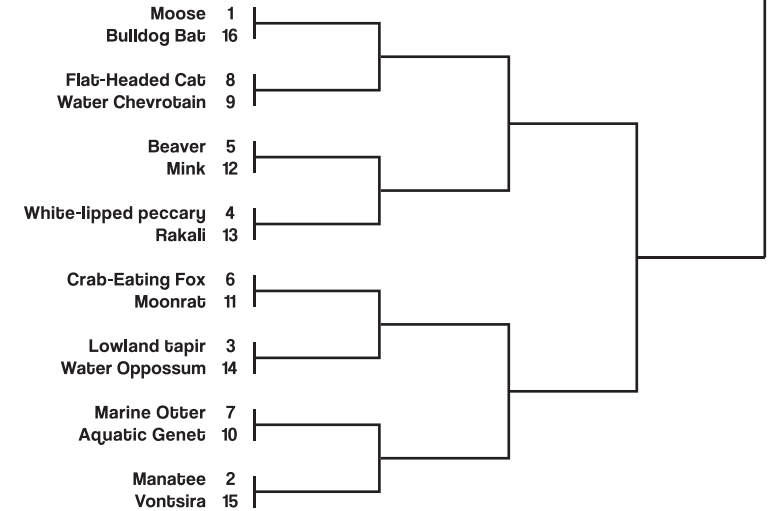 Moose 1
Bulldog Bat 16
Flat-Headed Cat 8
Water Chevrotain 9
Beaver 5
Mink 12
White-lipped peccary 4
Rakali 13
Crab-Eating Fox 6
Moonrat 11
Lowland tapir 3
Water Oppossum 14
Marine Otter 7
Aquatic Genet 10
Manatee 2
Vontsira 15